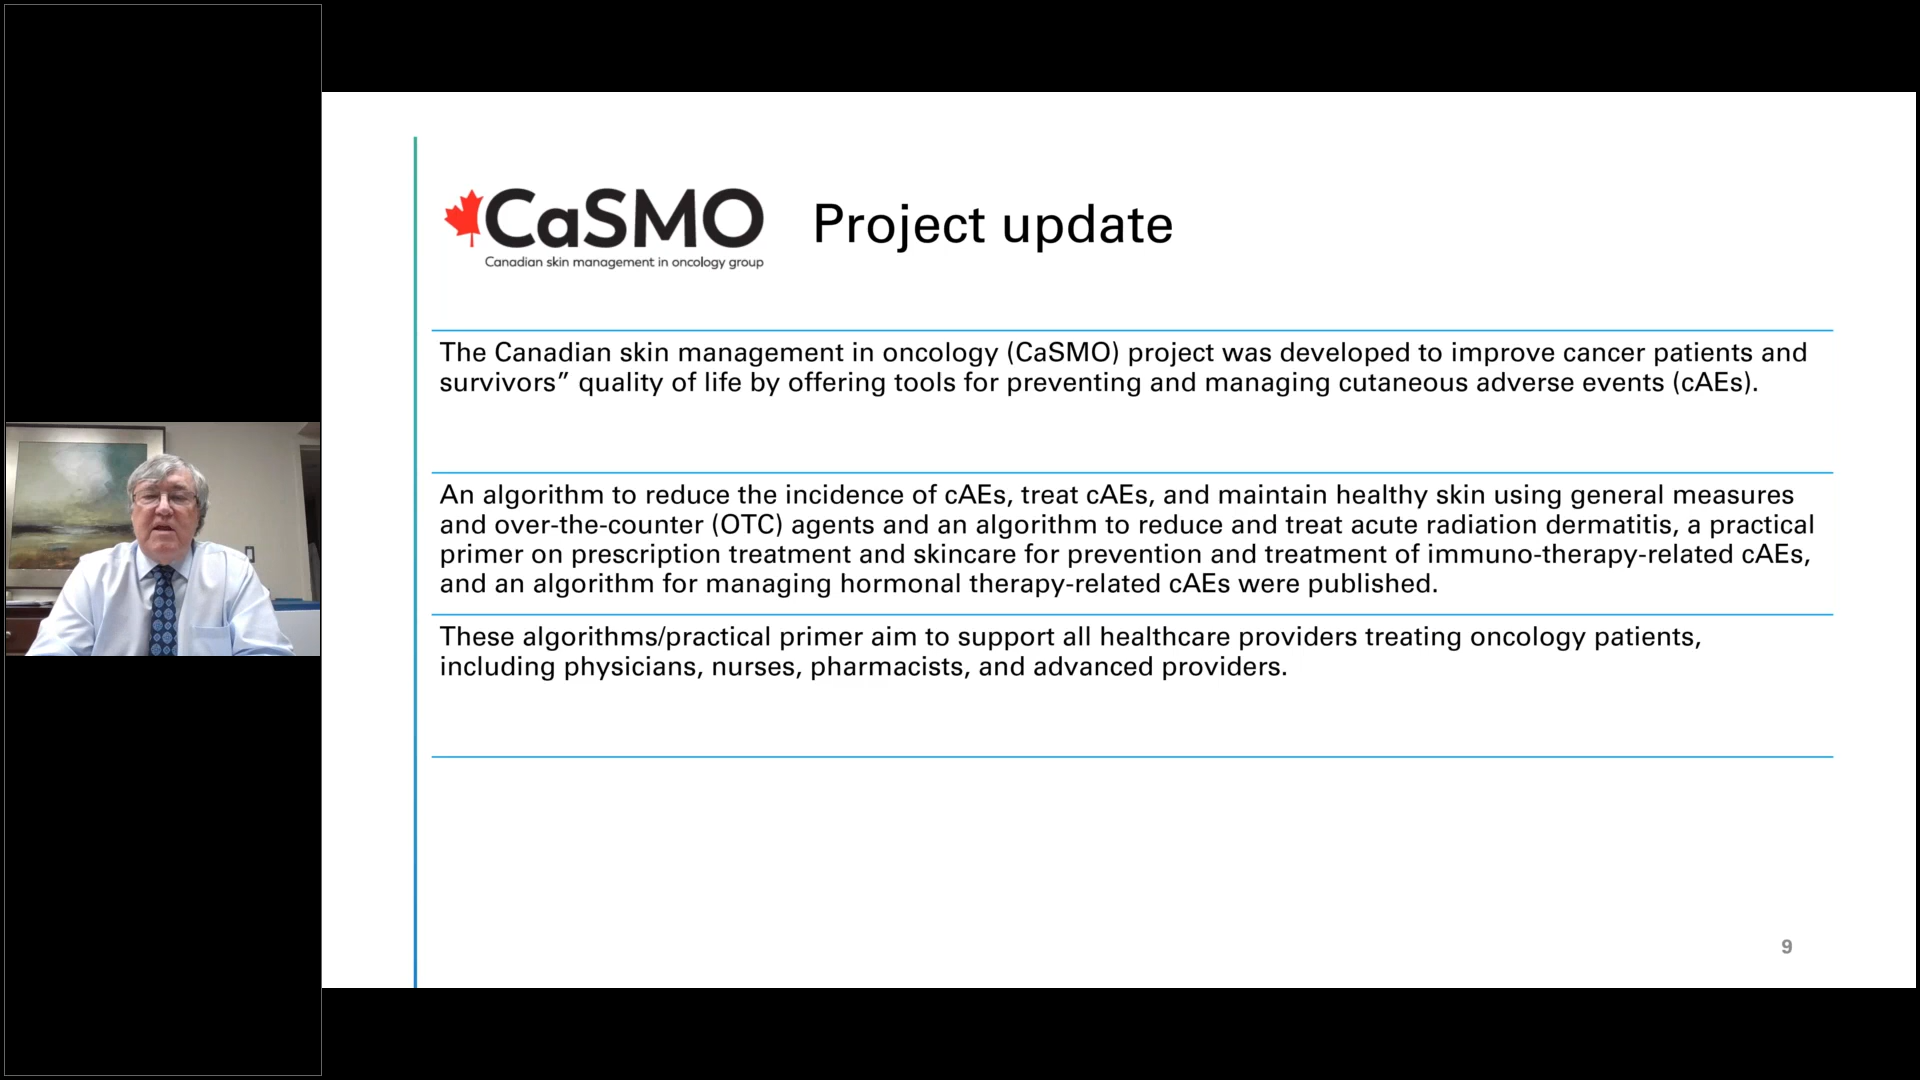 CaSMO
Canadian skin management in oncology group
Project update
The Canadian skin management in oncology (CaSMO) project was developed to improve cancer patients and
survivors” quality of life by offering tools for preventing and managing cutaneous adverse events (cAEs).
An algorithm to reduce the incidence of cAEs, treat cAEs, and maintain healthy skin using general measures
and over-the-counter (OTC) agents and an algorithm to reduce and treat acute radiation dermatitis, a practical
primer on prescription treatment and skincare for prevention and treatment of immuno-therapy-related cAEs,
and an algorithm for managing hormonal therapy-related cAEs were published.
These algorithms/practical primer aim to support all healthcare providers treating oncology patients,
including physicians, nurses, pharmacists, and advanced providers.
9